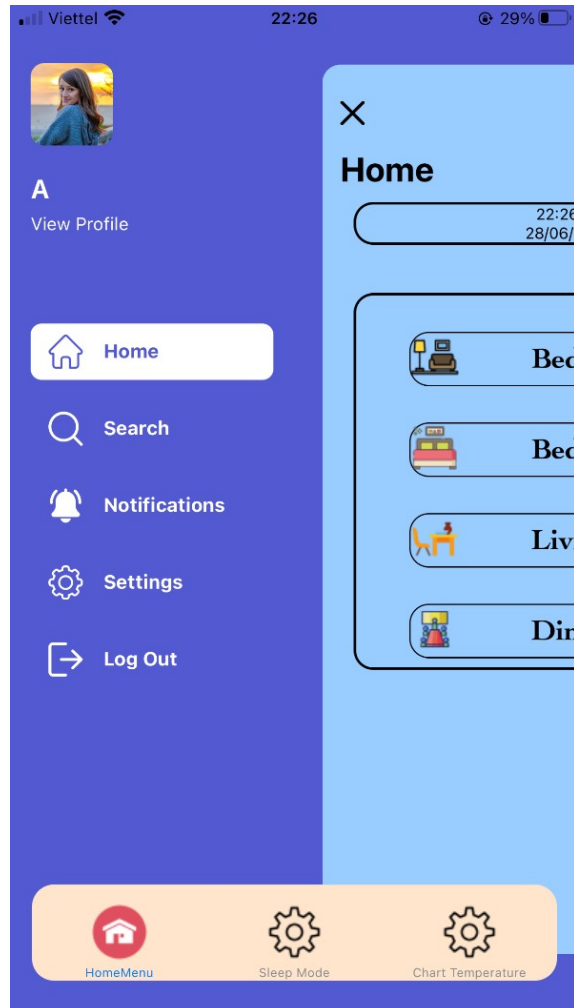 Viettel
22:26
29%
A
View Profile
Home
Search
Notifications
Settings
Log Out
Home
22:26
28/06/
Bed
Bed
Liv
Din
HomeMenu
Sleep Mode
Chart Temperature